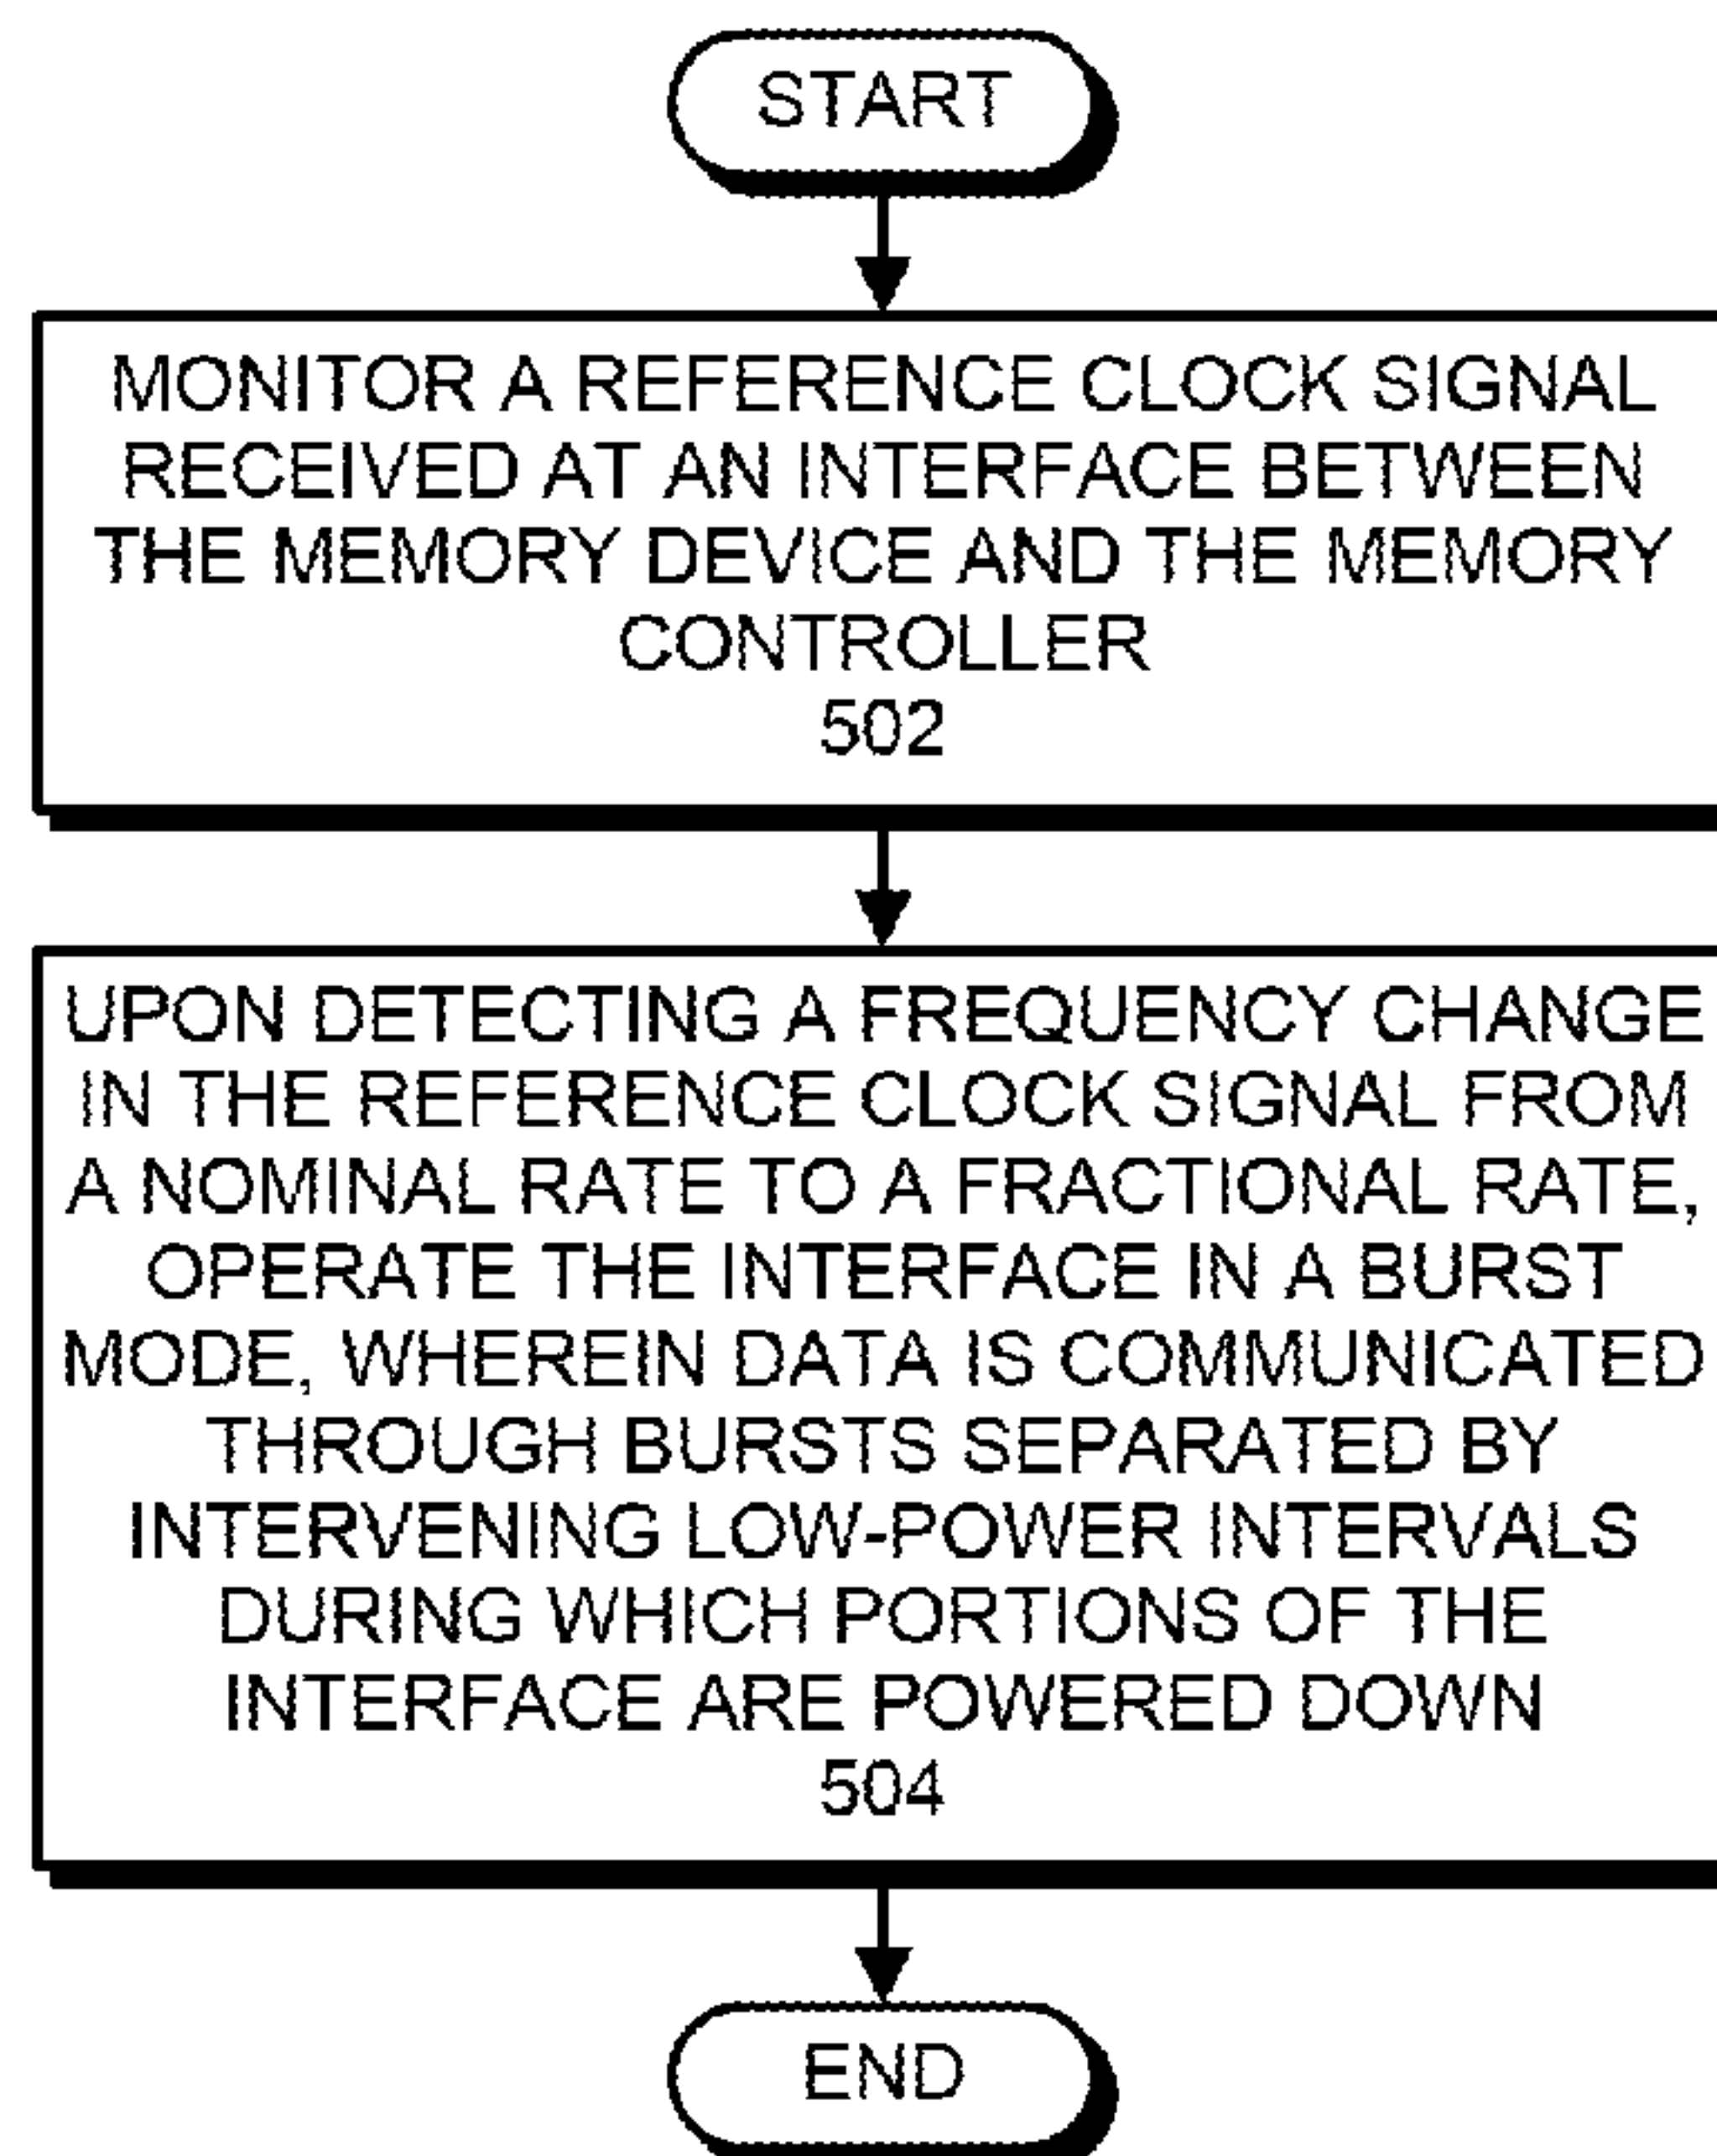 START
MONITOR A REFERENCE CLOCK SIGNAL
RECEIVED AT AN INTERFACE BETWEEN
THE MEMORY DEVICE AND THE MEMORY
CONTROLLER
502
UPON DETECTING A FREQUENCY CHANGE
IN THE REFERENCE CLOCK SIGNAL FROM
A NOMINAL RATE TO A FRACTIONAL RATE,
OPERATE THE INTERFACE IN A BURST
MODE, WHEREIN DATA IS COMMUNICATED
THROUGH BURSTS SEPARATED BY
INTERVENING LOW-POWER INTERVALS
DURING WHICH PORTIONS OF THE
INTERFACE ARE POWERED DOWN
504
END